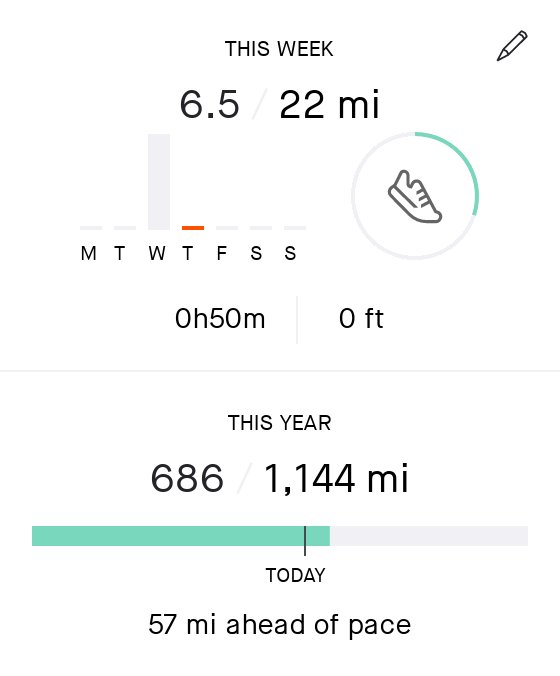 THIS WEEK
6.5 / 22 mi
M T W T F S S
0h50m | 0 ft
THIS YEAR
686 / 1,144 mi
TODAY
57 mi ahead of pace